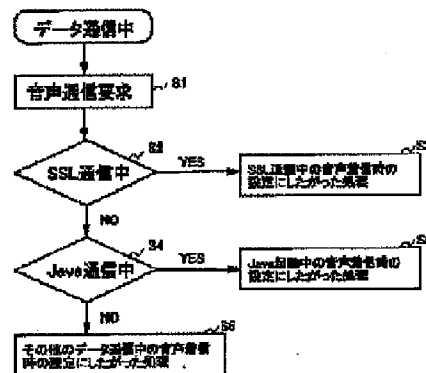 データ通信中
音声通信要求
S1
SSL通信中
S2
YES
SSL通信中の音声着信時の
設定にしたがった処理
NO
Java通信中
S4
YES
Java起動中の音声着信時の
設定にしたがった処理
NO
その他のデータ通信中の音声着信
時の設定にしたがった処理
S6